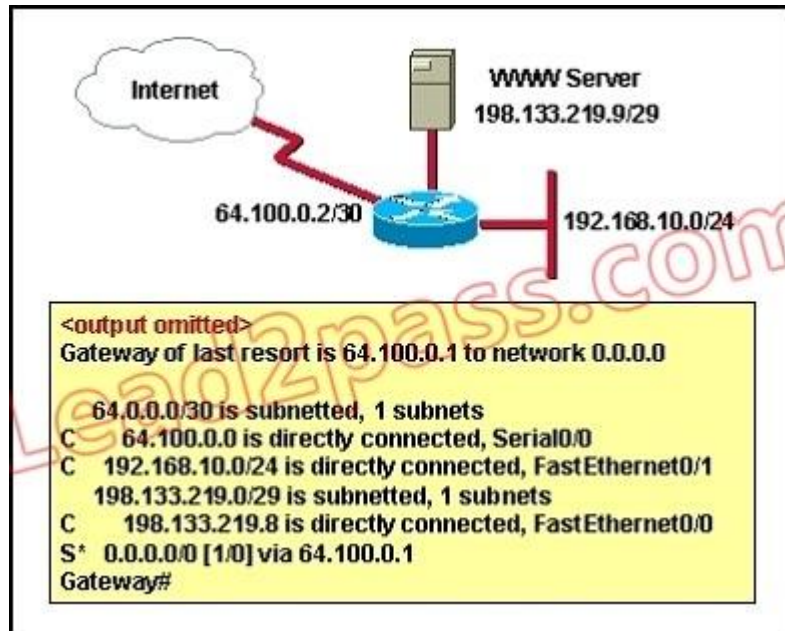 Internet
WWW Server
198.133.219.9/29
64.100.0.2/30
192.168.10.0/24
Lead2pass.com
<output omitted>
Gateway of last resort is 64.100.0.1 to network 0.0.0.0
64.0.0.0/30 is subnetted, 1 subnets
C 64.100.0.0 is directly connected, Serial0/0
C 192.168.10.0/24 is directly connected, FastEthernet0/1
198.133.219.0/29 is subnetted, 1 subnets
C 198.133.219.8 is directly connected, FastEthernet0/0
S* 0.0.0.0/0 [1/0] via 64.100.0.1
Gateway#